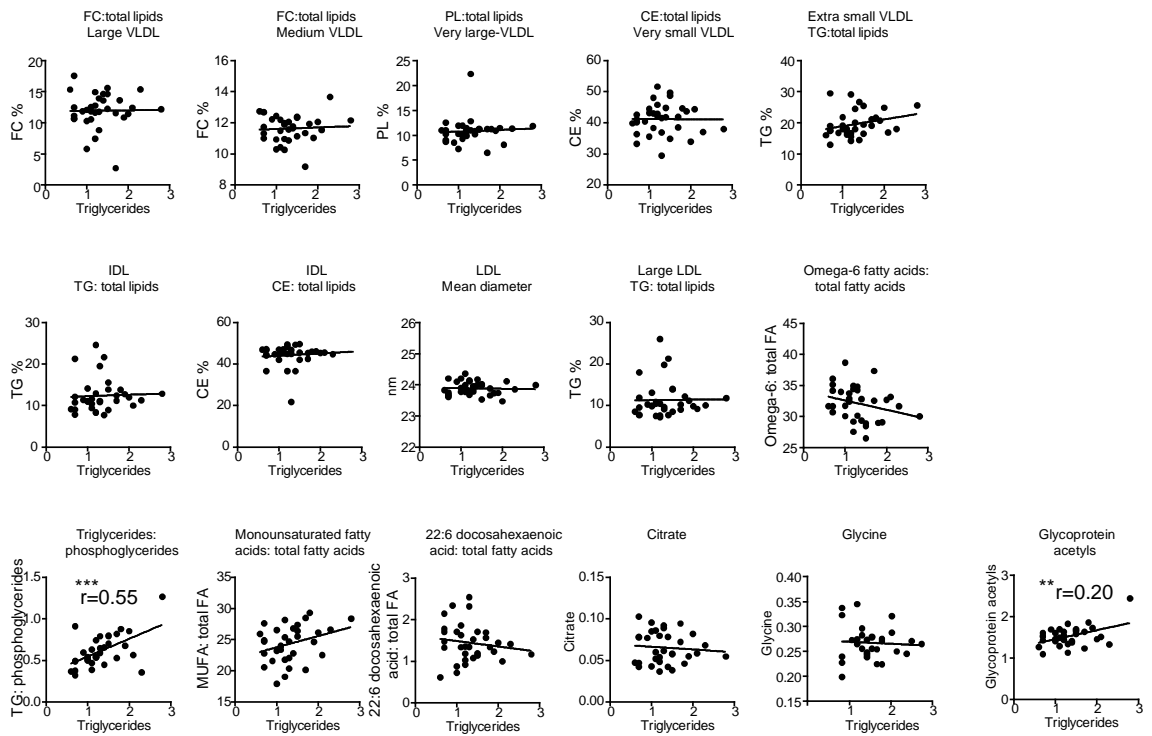 FC:total lipids
Large VLDL
20
15
10
5
0
FC %
0
1
2
3
Triglycerides
FC:total lipids
Medium VLDL
16
14
12
10
8
FC %
0
1
2
3
Triglycerides
PL:total lipids
Very large-VLDL
25
20
15
10
5
0
PL %
0
1
2
3
Triglycerides
CE:total lipids
Very small VLDL
60
50
40
30
20
CE %
0
1
2
3
Triglycerides
Extra small VLDL
TG:total lipids
40
30
20
10
0
TG %
0
1
2
3
Triglycerides
IDL
TG: total lipids
30
20
10
0
TG %
0
1
2
3
Triglycerides
IDL
CE: total lipids
60
40
20
0
CE %
0
1
2
3
Triglycerides
LDL
Mean diameter
26
25
24
23
22
nm
0
1
2
3
Triglycerides
Large LDL
TG: total lipids
30
20
10
0
TG %
0
1
2
3
Triglycerides
Omega-6 fatty acids:
total fatty acids
45
40
35
30
25
Omega-6: total FA
0
1
2
3
Triglycerides
Triglycerides:
phosphoglycerides
1.5
1.0
0.5
0.0
TG: phosphoglycerides
***
r=0.55
0
1
2
3
Triglycerides
Monounsaturated fatty
acids: total fatty acids
35
30
25
20
15
MUFA: total FA
0
1
2
3
Triglycerides
22:6 docosahexaenoic
acid: total fatty acids
3
2
1
0
22:6 docosahexaenoic
acid: total FA
0
1
2
3
Triglycerides
Citrate
0.15
0.10
0.05
0.00
Citrate
0
1
2
3
Triglycerides
Glycine
0.40
0.35
0.30
0.25
0.20
0.15
Glycine
1
2
3
Triglycerides
Glycoprotein
acetyls
3
2
1
0
Glycoprotein acetyls
**r=0.20
0
1
2
3
Triglycerides